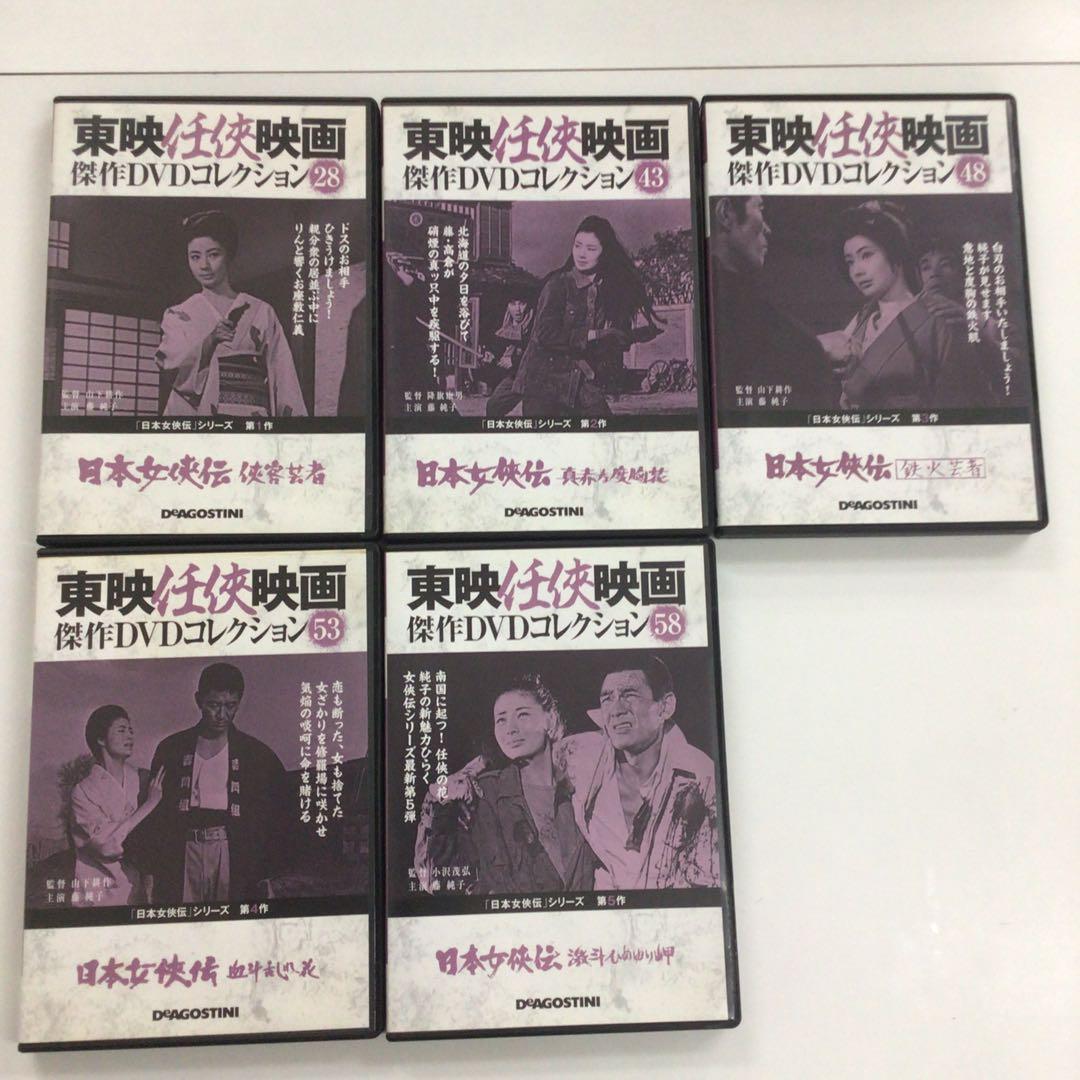 東映任侠映画
傑作DVDコレクション 28
ドスのお相手
ひきうけましょう!
親分衆の居並ぶ中に
りんと響くお座敷仁義
監督 山下耕作
主演 藤 純子
「日本女侠伝」シリーズ 第1作
日本女侠伝 侠客芸者
DeAGOSTINI
東映任侠映画
傑作DVDコレクション 43
北海道の夕日を浴びて
藤・高倉が
硝煙の真ッ只中を疾駆する!
監督 降旗康男
主演 藤 純子
「日本女侠伝」シリーズ 第2作
日本女侠伝 真赤な度胸花
DeAGOSTINI
東映任侠映画
傑作DVDコレクション 48
白刃のお相手いたしましょう!
純子が見せます
意地と度胸の鉄火肌
監督 山下耕作
主演 藤 純子
「日本女侠伝」シリーズ 第3作
日本女侠伝 鉄火芸者
DeAGOSTINI
東映任侠映画
傑作DVDコレクション 53
恋も断った、女も捨てた
女ざかりを修羅場に咲かせ
気焔の啖呵に命を賭ける
監督 山下耕作
主演 藤 純子
「日本女侠伝」シリーズ 第4作
日本女侠伝 血斗乱れ花
DeAGOSTINI
東映任侠映画
傑作DVDコレクション 58
南国に起つ!任侠の花
純子の新魅力ひらく
女侠伝シリーズ最新第5弾
監督 小沢茂弘
主演 藤 純子
「日本女侠伝」シリーズ 第5作
日本女侠伝 激斗ひめゆり岬
DeAGOSTINI